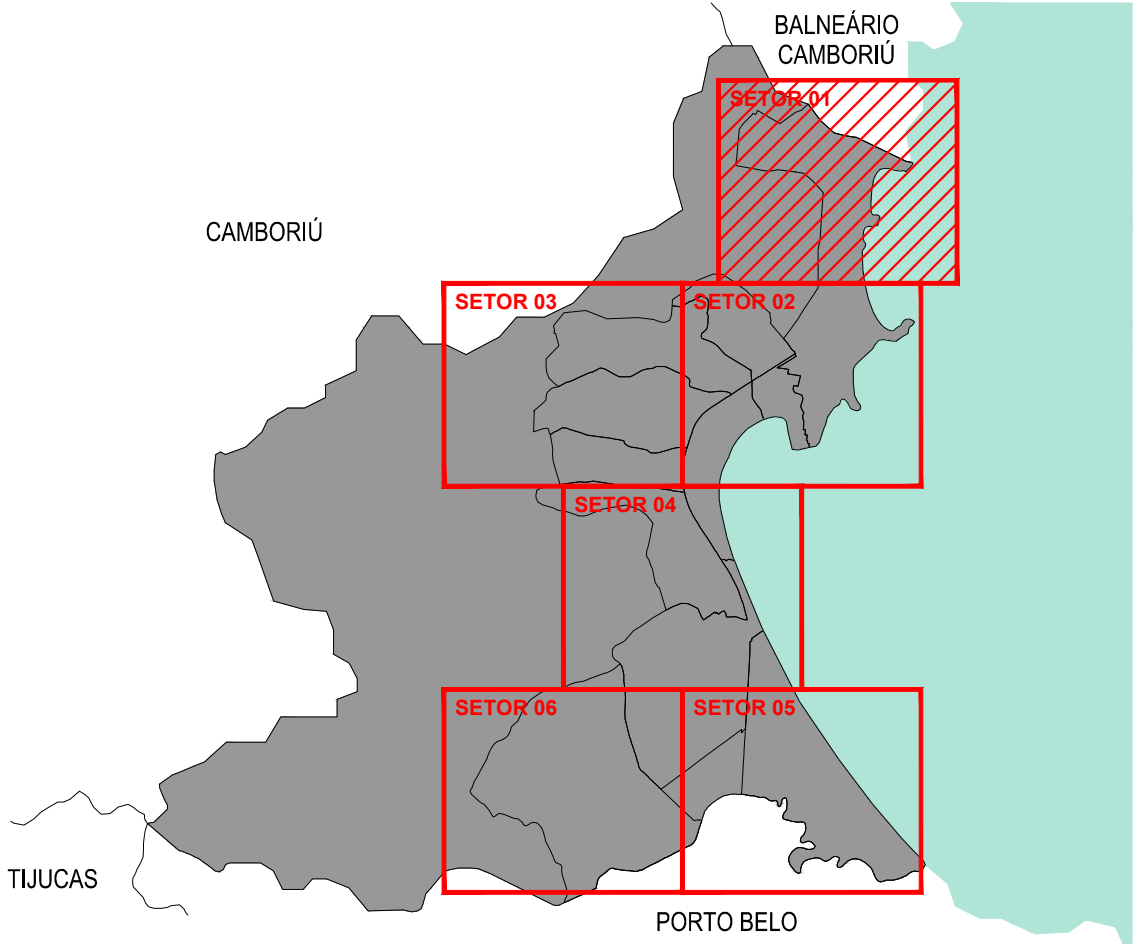 BALNEÁRIO
CAMBORIÚ
SETOR 01
CAMBORIÚ
SETOR 03
SETOR 02
SETOR 04
SETOR 06
SETOR 05
TIJUCAS
PORTO BELO